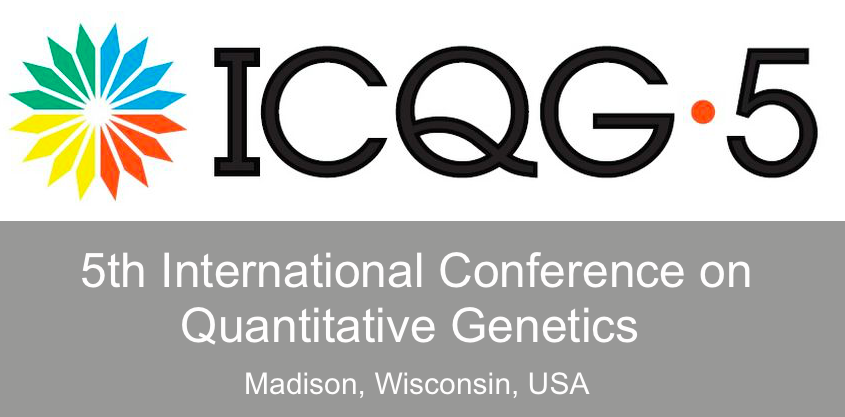 ICQG•5
5th International Conference on
Quantitative Genetics
Madison, Wisconsin, USA